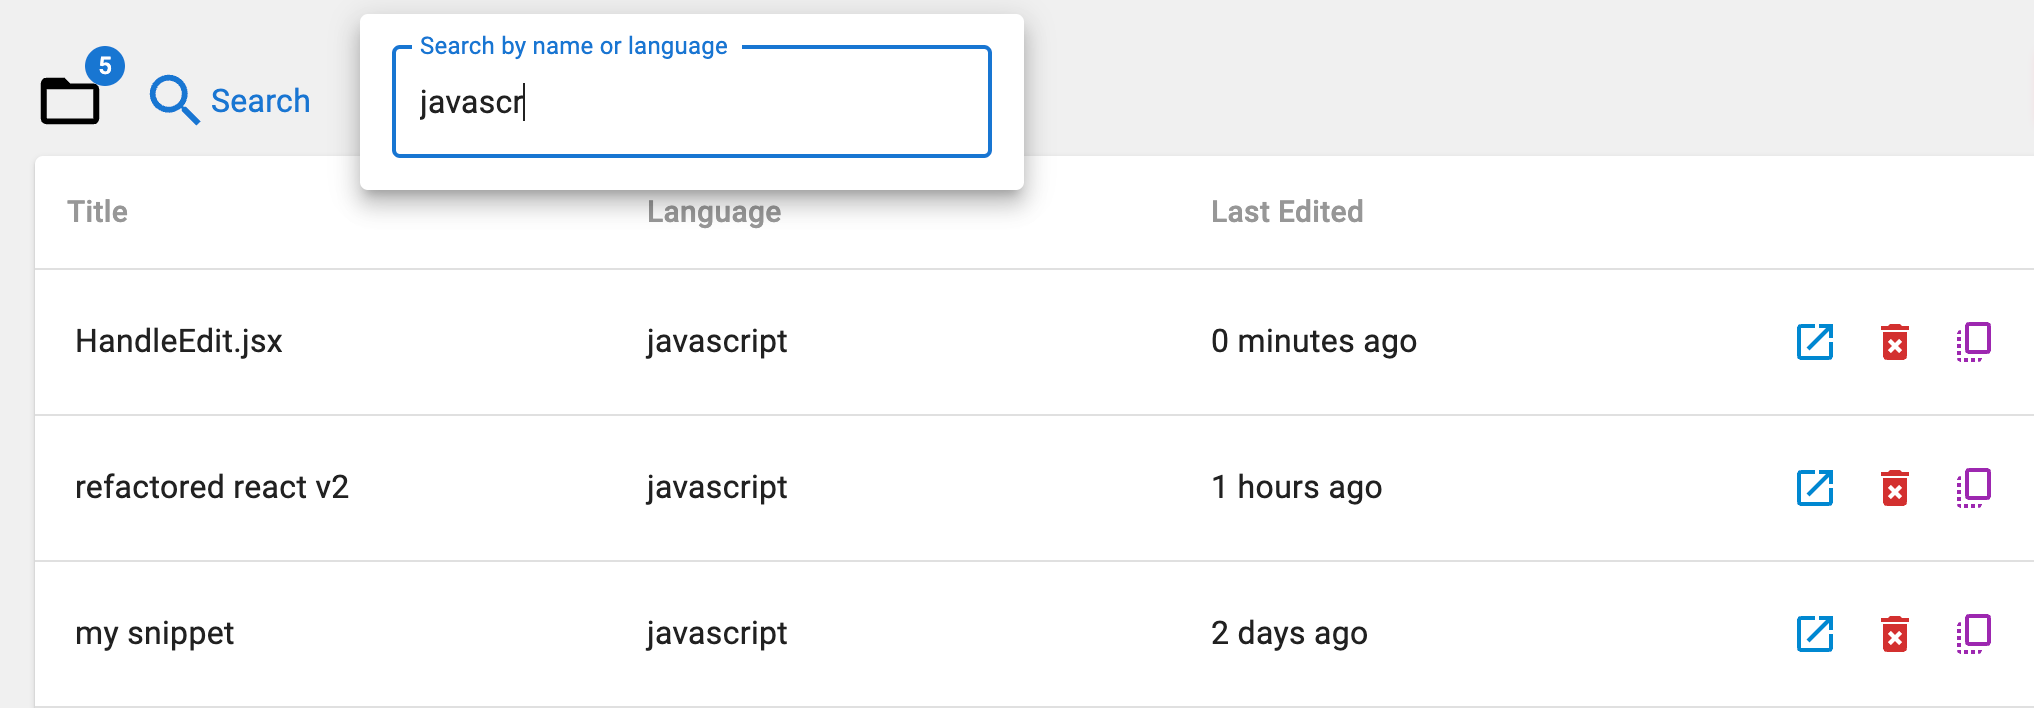 5
Search
Search by name or language
javascr
Title Language Last Edited
HandleEdit.jsx javascript 0 minutes ago
refactored react v2 javascript 1 hours ago
my snippet javascript 2 days ago